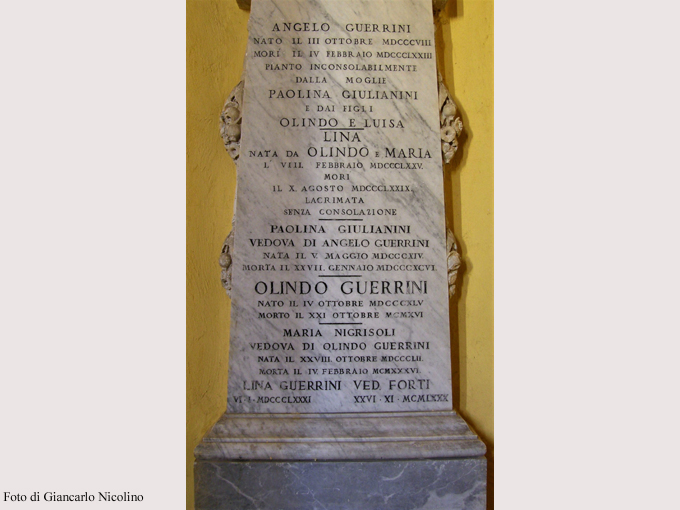 ANGELO GUERRINI
NATO IL III OTTOBRE MDCCCVIII
MORI IL IV FEBBRAIO MDCCCLXXIII
PIANTO INCONSOLABILMENTE
DALLA MOGLIE
PAOLINA GIULIANINI
E DAI FIGLI
OLINDO E LUISA
LINA
NATA DA OLINDO E MARIA
L VIII. FEBBRAIO MDCCCLXXV.
MORI
IL X. AGOSTO MDCCCLXXIX.
LACRIMATA
SENZA CONSOLAZIONE
PAOLINA GIULIANINI
VEDOVA DI ANGELO GUERRINI
NATA IL V. MAGGIO MDCCCXIV.
MORTA IL XXVII. GENNAIO MDCCCXCVI.
OLINDO GUERRINI
NATO IL IV OTTOBRE MDCCCXLV
MORTO IL XXI OTTOBRE MCMXVI
MARIA NIGRISOLI
VEDOVA DI OLINDO GUERRINI
NATA IL XXVIII. OTTOBRE MDCCCLII.
MORTA IL IV. FEBBRAIO MCMXXXVI.
LINA GUERRINI VED. FORTI
VI · I · MDCCCLXXXI XXVI · XI · MCMLXXX
Foto di Giancarlo Nicolino